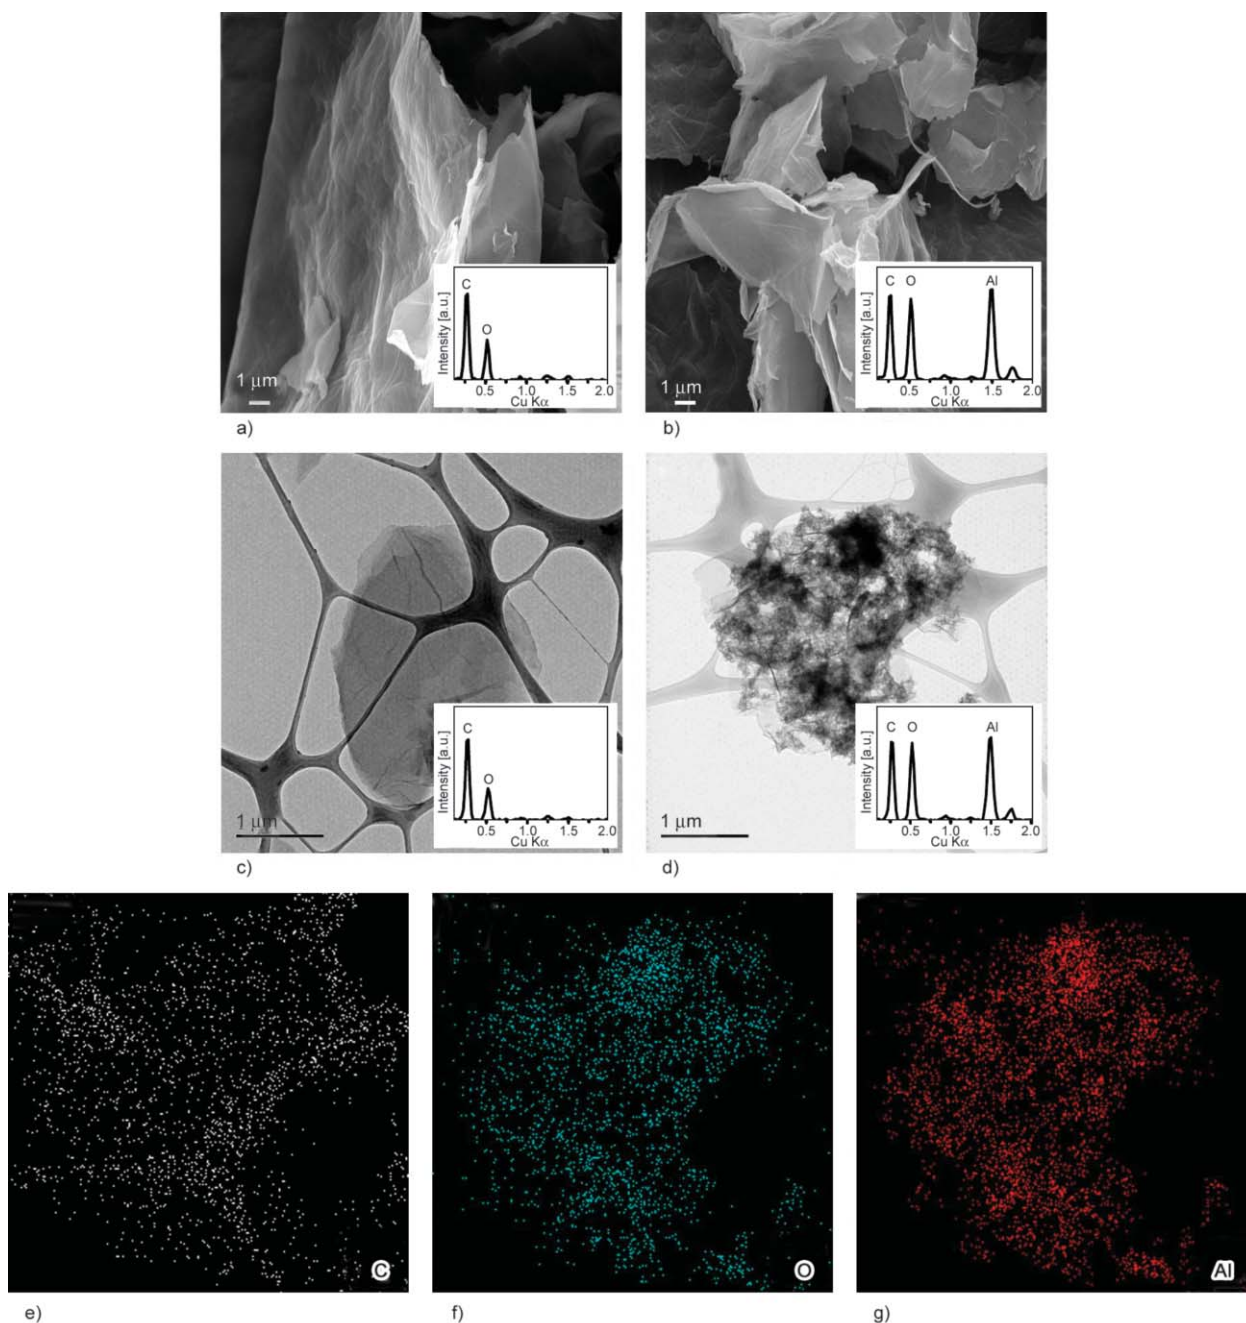 C
O
Intensity [a.u.]
0.5 1.0 1.5 2.0
Cu Kα
1 μm
a)
C O Al
Intensity [a.u.]
0.5 1.0 1.5 2.0
Cu Kα
1 μm
b)
C
O
Intensity [a.u.]
0.5 1.0 1.5 2.0
Cu Kα
1 μm
c)
C O Al
Intensity [a.u.]
0.5 1.0 1.5 2.0
Cu Kα
1 μm
d)
C
e)
O
f)
Al
g)